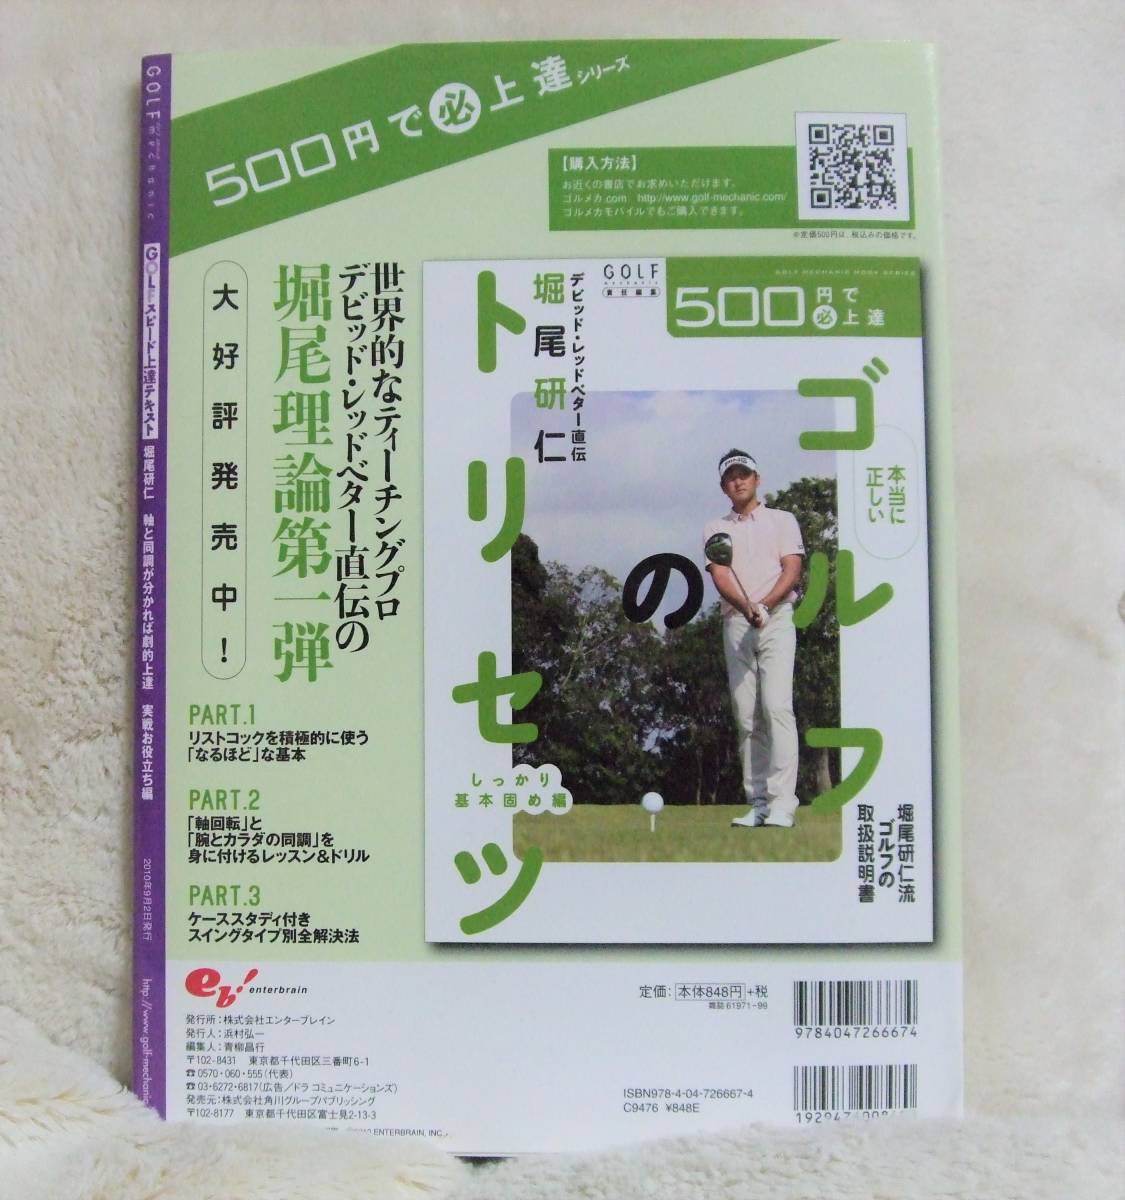 500円で必上達シリーズ
【購入方法】
お近くの書店でお求めいただけます。
ゴルメカ.com http://www.golf-mechanic.com/
ゴルメカモバイルでもご購入できます。
※定価500円は、税込みの価格です。
世界的なティーチングプロ
デビッド・レッドベター直伝の
堀尾理論第一弾
大好評発売中！
PART.1
リストコックを積極的に使う
「なるほど」な基本
PART.2
「軸回転」と
「腕とカラダの同調」を
身に付けるレッスン&ドリル
PART.3
ケーススタディ付き
スイングタイプ別全解決法
GOLF MECHANIC MOOK SERIES
500円で必上達
GOLF
mechanic
責任編集
本当に
正しい
ゴルフ
の
トリセツ
デビッド・レッドベター直伝
堀尾研仁
PING
しっかり
基本固め編
堀尾研仁流
ゴルフの
取扱説明書
eb! enterbrain
発行所：株式会社エンターブレイン
発行人：浜村弘一
編集人：青柳昌行
〒102-8431 東京都千代田区三番町6-1
☎0570・060・555（代表）
☎03・6272・6817（広告／ドラ コミュニケーションズ）
発売元：株式会社角川グループパブリッシング
〒102-8177 東京都千代田区富士見2-13-3
ENTERBRAIN, INC.
定価：本体848円+税
雑誌 61971-99
9784047266674
ISBN978-4-04-726667-4
C9476 ¥848E
GOLF mechanic
GOLFスピード上達テキスト 堀尾研仁 軸と同調が分かれば劇的上達 実戦お役立ち編
2010年9月2日発行
http://www.golf-mechanic